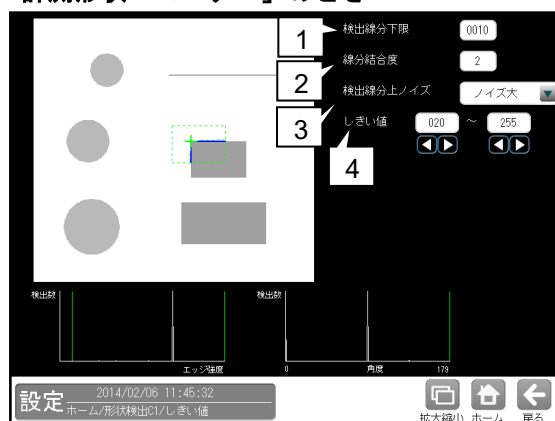 1 検出線分下限 0010
2 線分結合度 2
3 検出線分上ノイズ ノイズ大
4 しきい値 020 ~ 255
検出数 検出数
エッジ強度 0 角度 179
設定 2014/02/06 11:45:32
ホーム/形状検出C1/しきい値
拡大縮小 ホーム 戻る